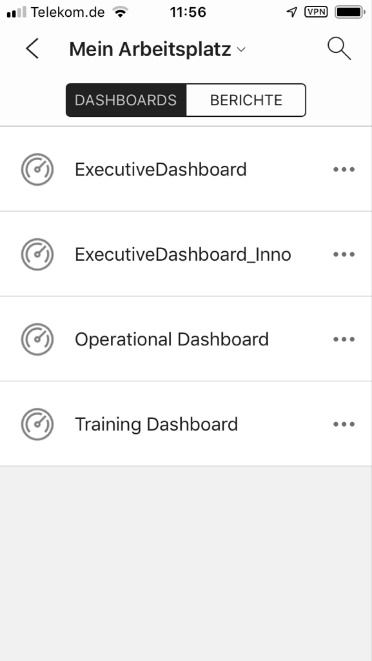 Telekom.de 11:56 VPN
Mein Arbeitsplatz
DASHBOARDS BERICHTE
ExecutiveDashboard
ExecutiveDashboard_Inno
Operational Dashboard
Training Dashboard